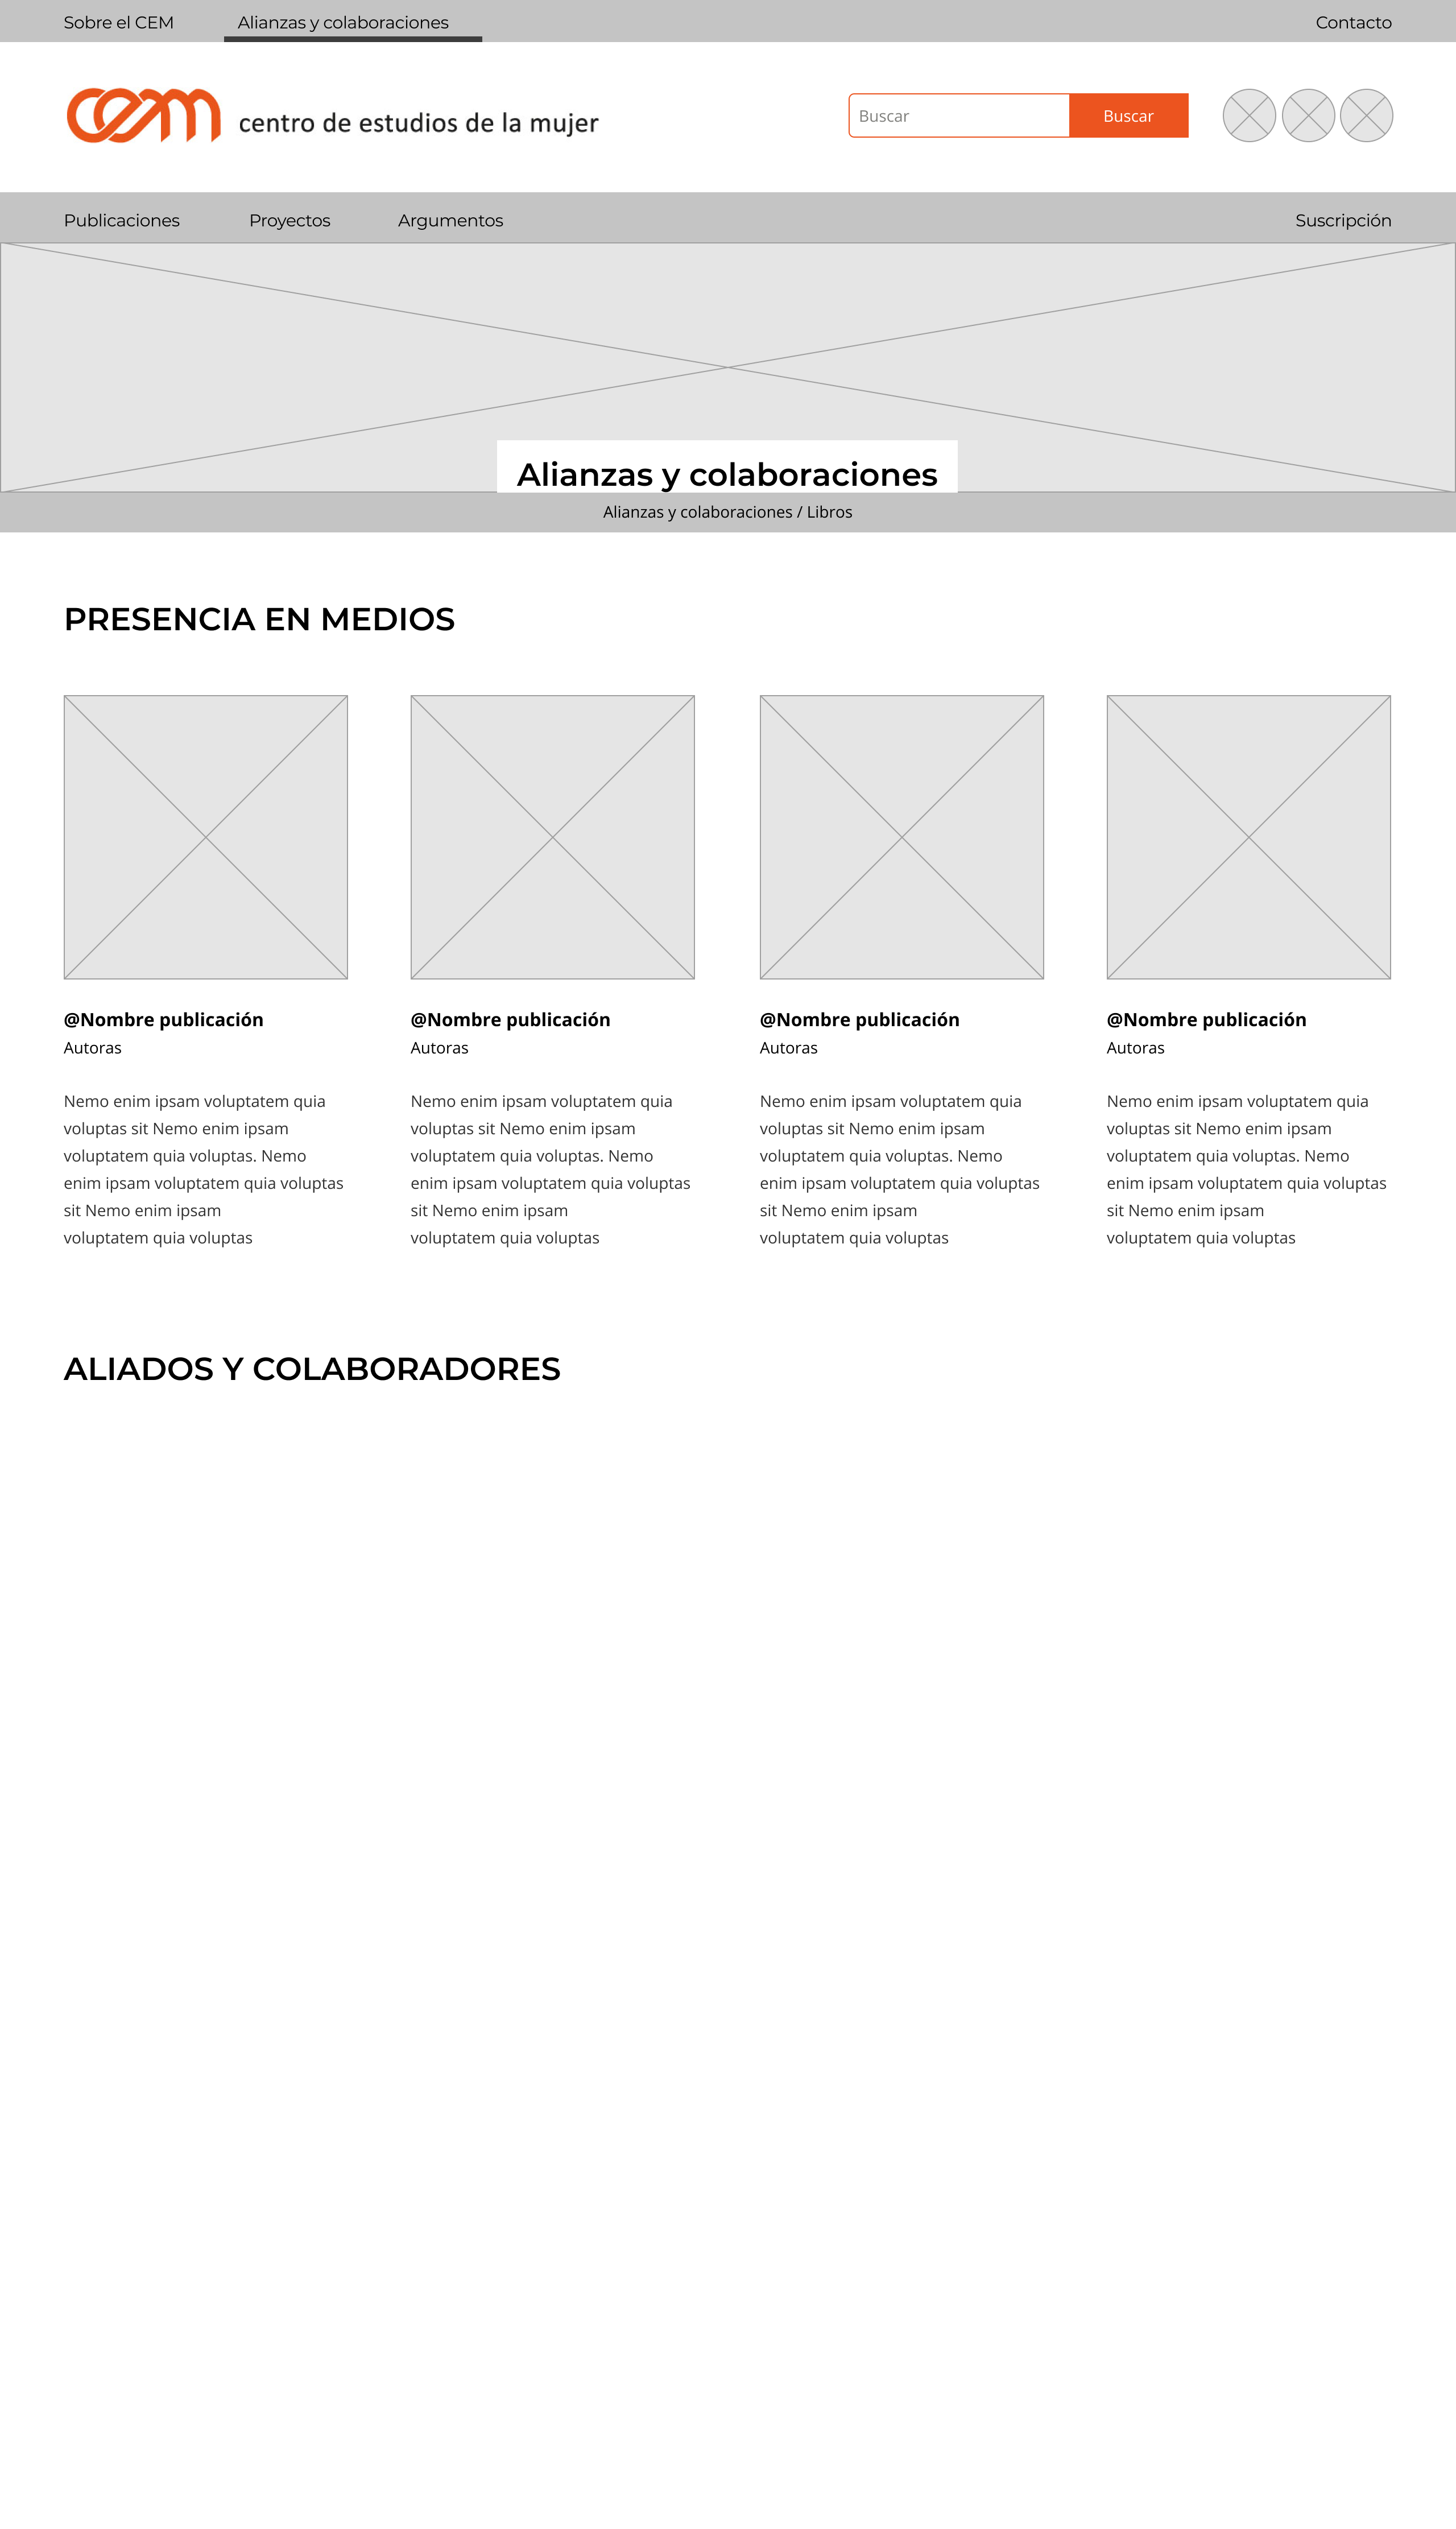 Sobre el CEM Alianzas y colaboraciones Contacto
cem centro de estudios de la mujer
Buscar Buscar
Publicaciones Proyectos Argumentos Suscripción
Alianzas y colaboraciones
Alianzas y colaboraciones / Libros
PRESENCIA EN MEDIOS
@Nombre publicación
Autoras
Nemo enim ipsam voluptatem quia
voluptas sit Nemo enim ipsam
voluptatem quia voluptas. Nemo
enim ipsam voluptatem quia voluptas
sit Nemo enim ipsam
voluptatem quia voluptas
@Nombre publicación
Autoras
Nemo enim ipsam voluptatem quia
voluptas sit Nemo enim ipsam
voluptatem quia voluptas. Nemo
enim ipsam voluptatem quia voluptas
sit Nemo enim ipsam
voluptatem quia voluptas
@Nombre publicación
Autoras
Nemo enim ipsam voluptatem quia
voluptas sit Nemo enim ipsam
voluptatem quia voluptas. Nemo
enim ipsam voluptatem quia voluptas
sit Nemo enim ipsam
voluptatem quia voluptas
@Nombre publicación
Autoras
Nemo enim ipsam voluptatem quia
voluptas sit Nemo enim ipsam
voluptatem quia voluptas. Nemo
enim ipsam voluptatem quia voluptas
sit Nemo enim ipsam
voluptatem quia voluptas
ALIADOS Y COLABORADORES